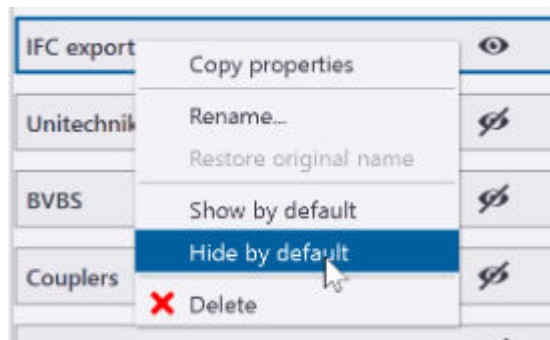 IFC export
Copy properties
Unitechnik
Rename...
Restore original name
BVBS
Show by default
Hide by default
Couplers
Delete